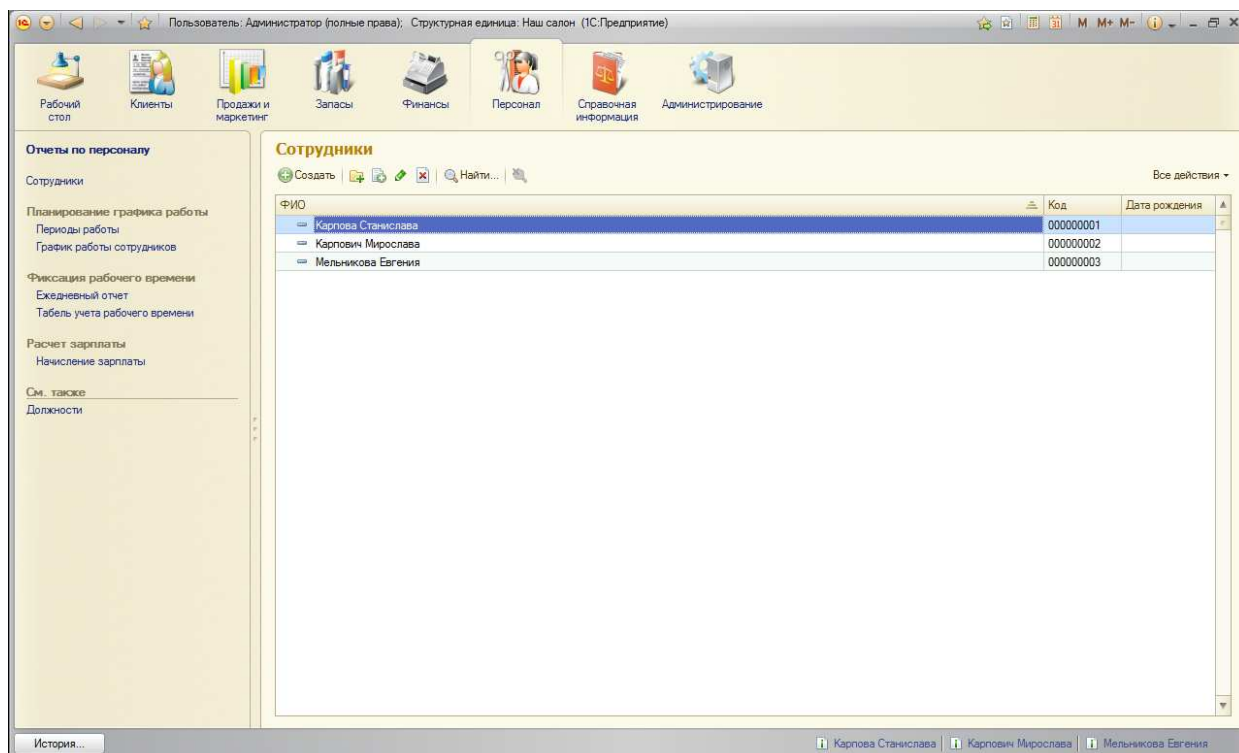 Пользователь: Администратор (полные права); Структурная единица: Наш салон (1С:Предприятие)
M M+ M-
Рабочий стол
Клиенты
Продажи и маркетинг
Запасы
Финансы
Персонал
Справочная информация
Администрирование
Отчеты по персоналу
Сотрудники
Планирование графика работы
Периоды работы
График работы сотрудников
Фиксация рабочего времени
Ежедневный отчет
Табель учета рабочего времени
Расчет зарплаты
Начисление зарплаты
См. также
Должности
Сотрудники
Создать Найти... Все действия
ФИО Код Дата рождения
Карпова Станислава 000000001
Карпович Мирослава 000000002
Мельникова Евгения 000000003
История... Карпова Станислава Карпович Мирослава Мельникова Евгения